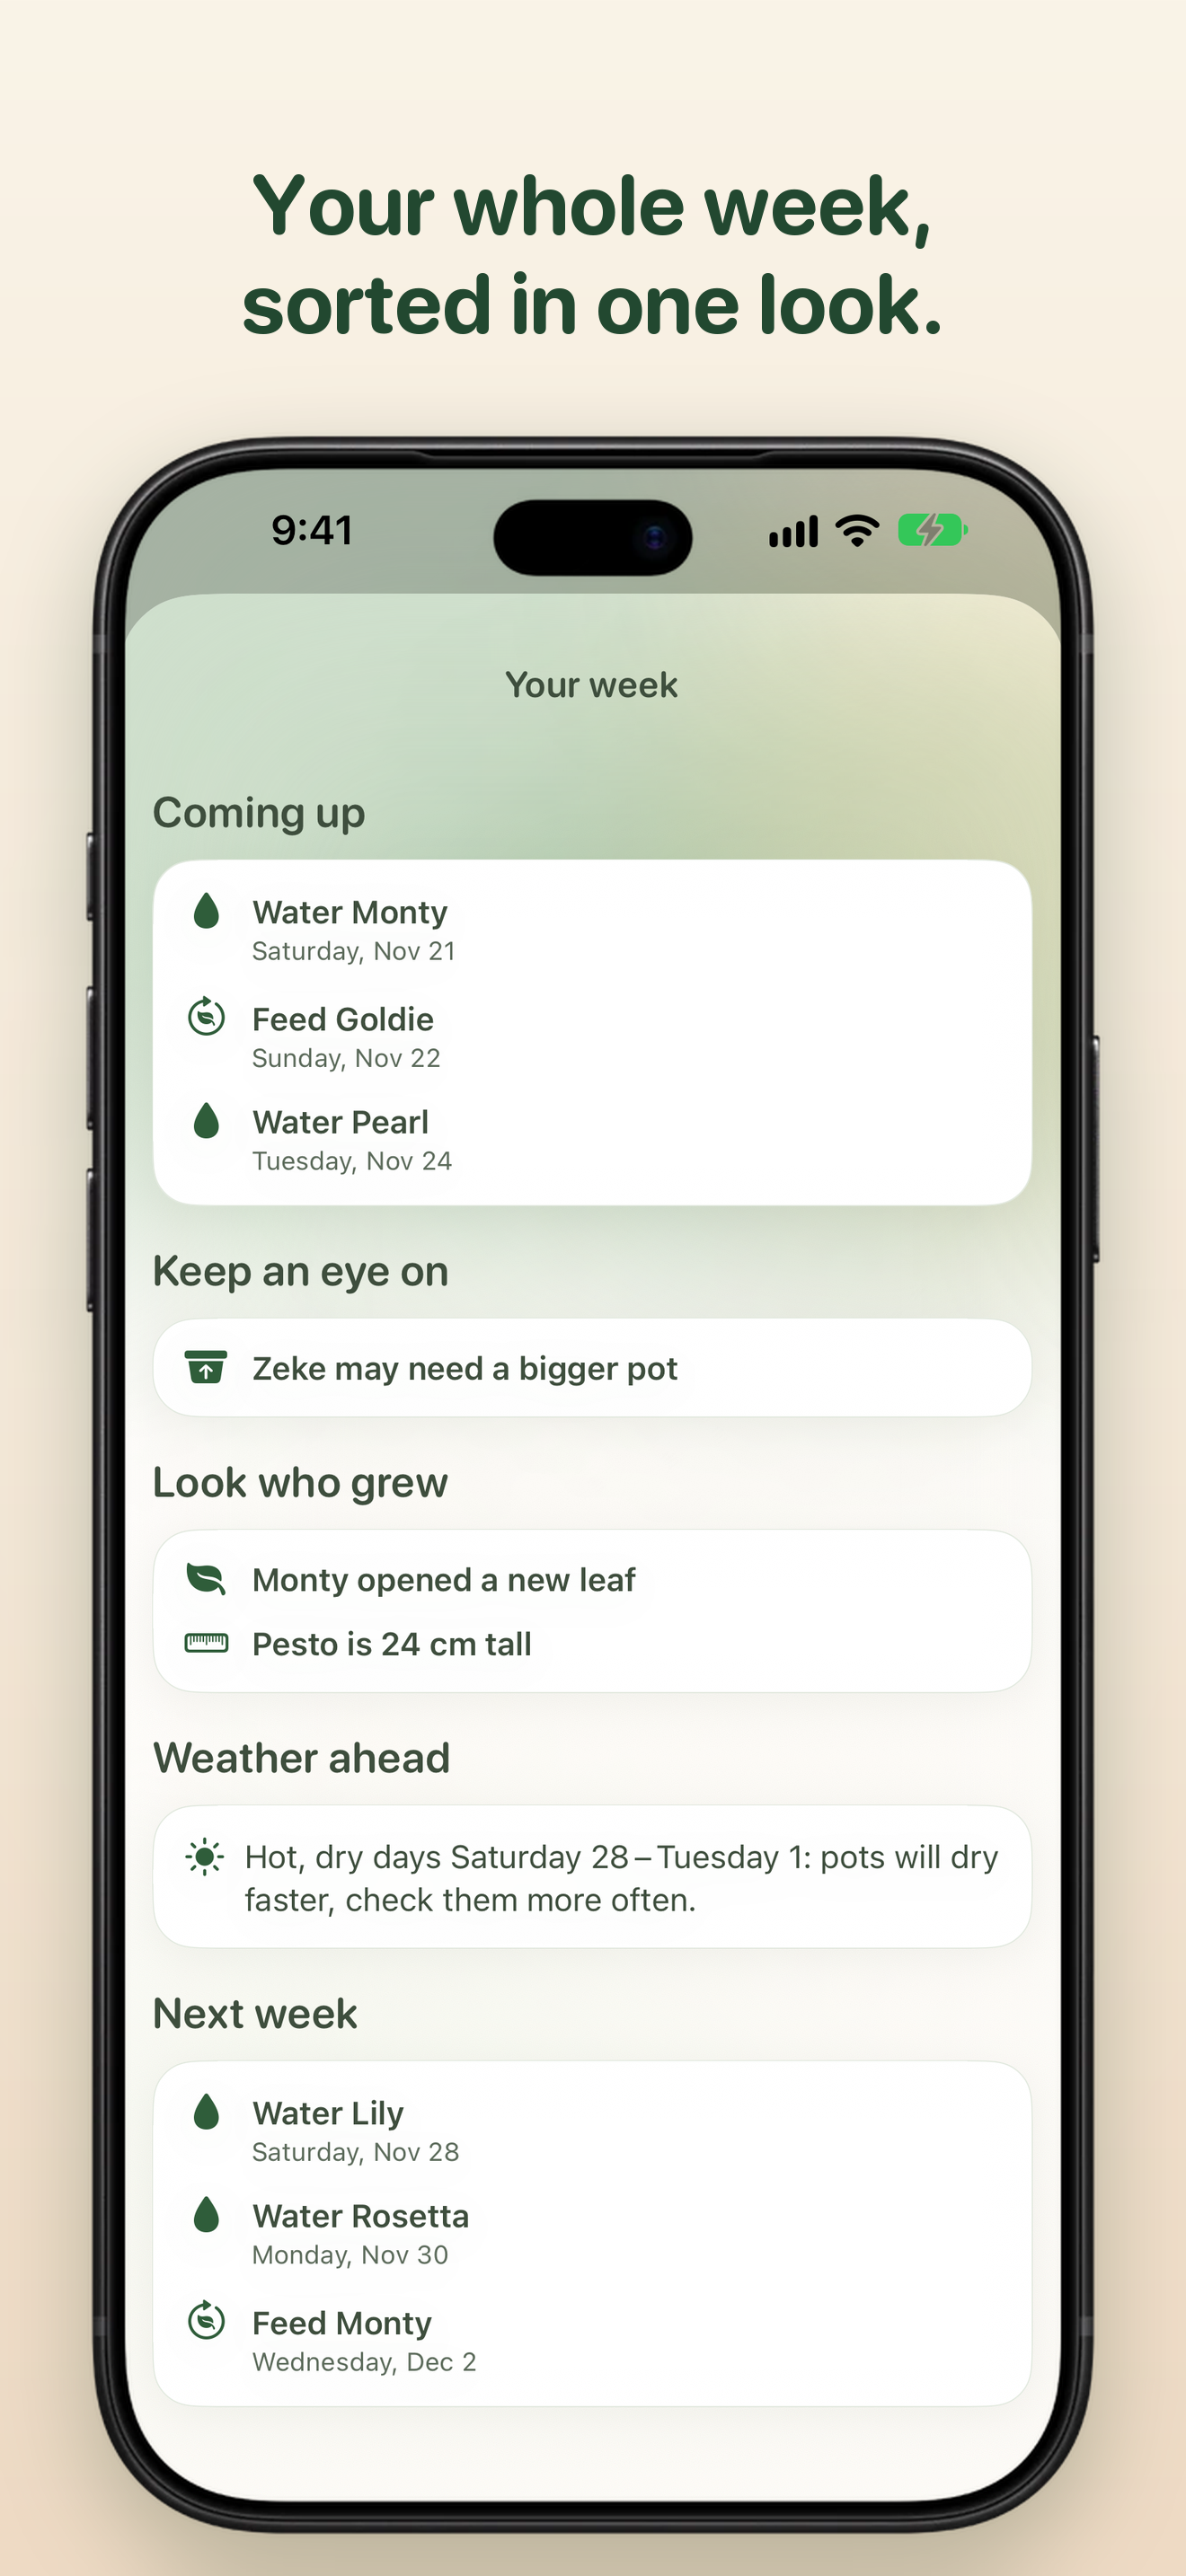 Your whole week,
sorted in one look.
9:41
Your week
Coming up
Water Monty
Saturday, Nov 21
Feed Goldie
Sunday, Nov 22
Water Pearl
Tuesday, Nov 24
Keep an eye on
Zeke may need a bigger pot
Look who grew
Monty opened a new leaf
Pesto is 24 cm tall
Weather ahead
Hot, dry days Saturday 28 – Tuesday 1: pots will dry
faster, check them more often.
Next week
Water Lily
Saturday, Nov 28
Water Rosetta
Monday, Nov 30
Feed Monty
Wednesday, Dec 2